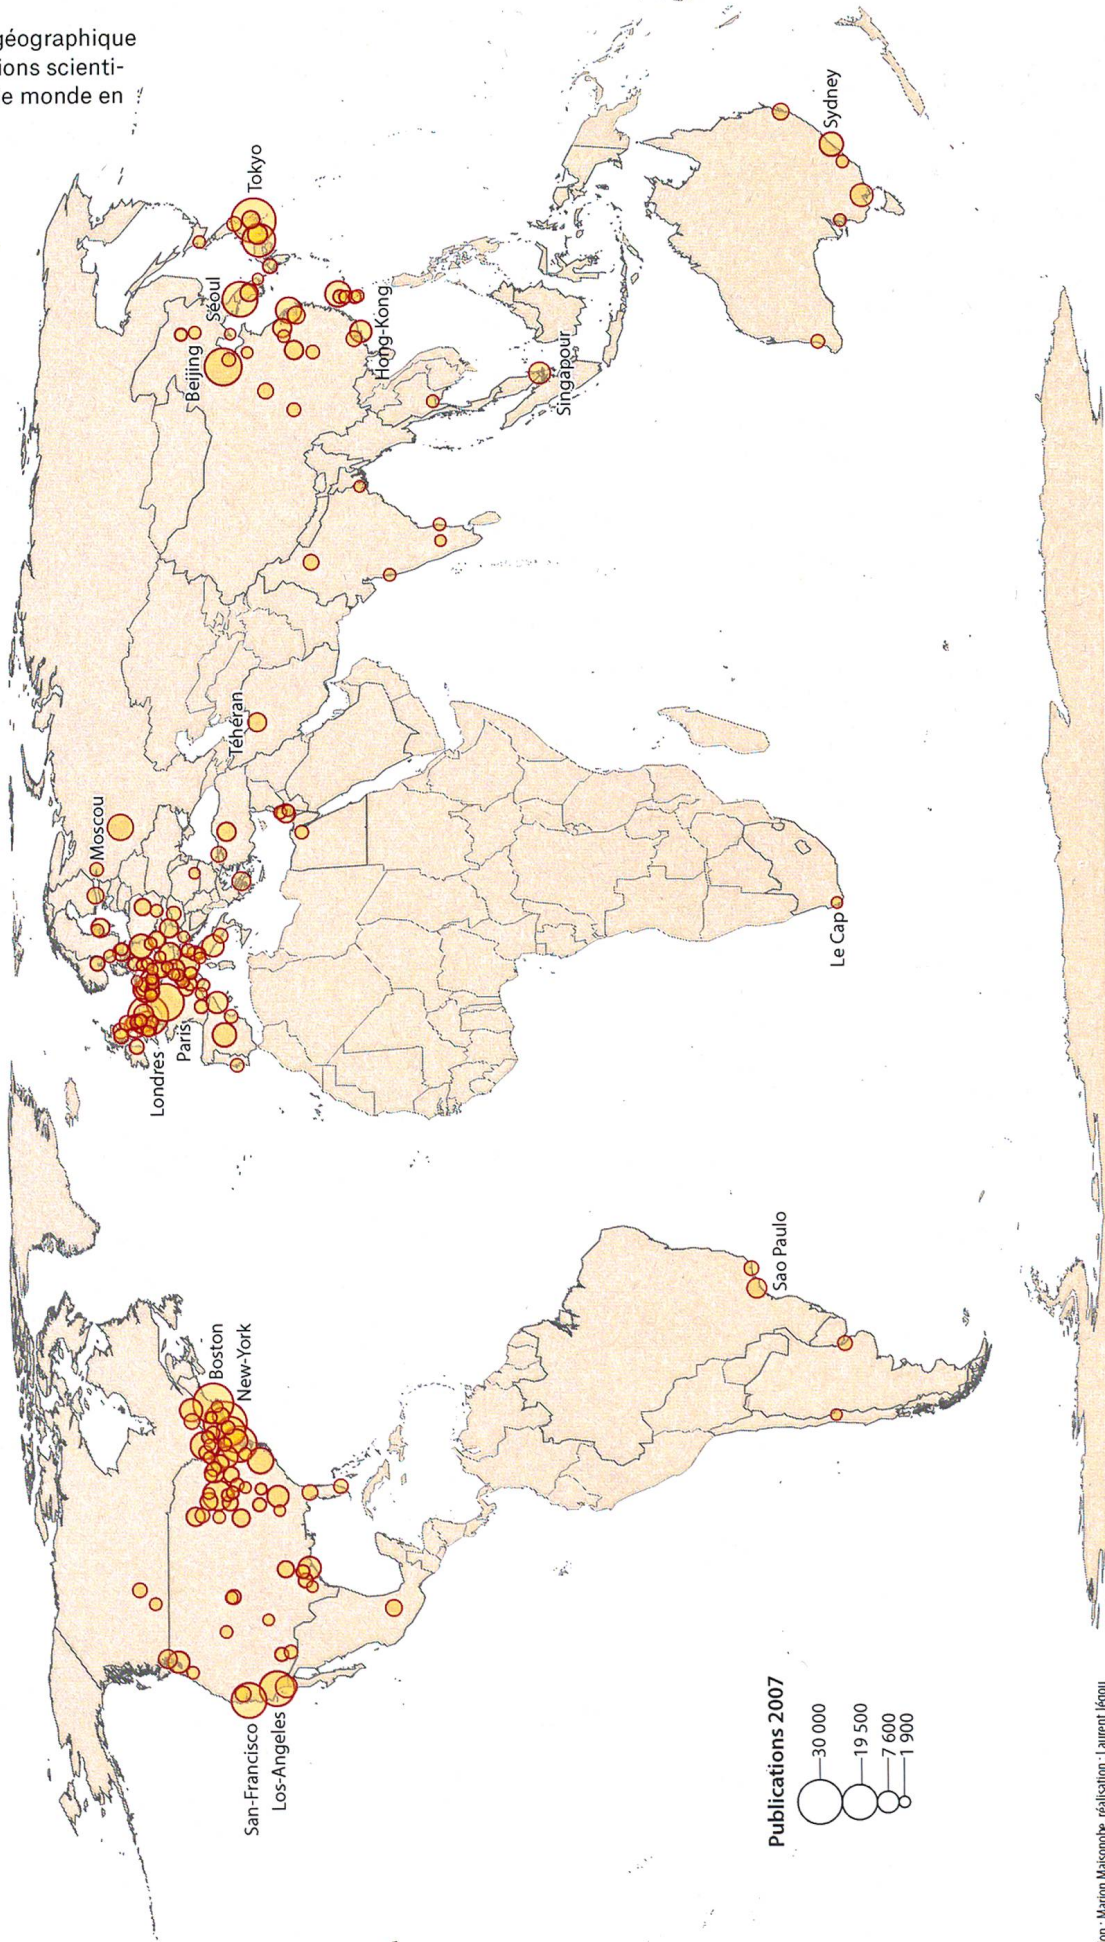 géographique
ions scienti-
e monde en
Tokyo
Séoul
Beijing
Hong-Kong
Singapour
Sydney
Téhéran
Moscou
Londres
Paris
Le Cap
Boston
New-York
Sao Paulo
San-Francisco
Los-Angeles
Publications 2007
30 000
19 500
7 600
1 900
on : Marion Maisonobe, réalisation : Laurent Jégou